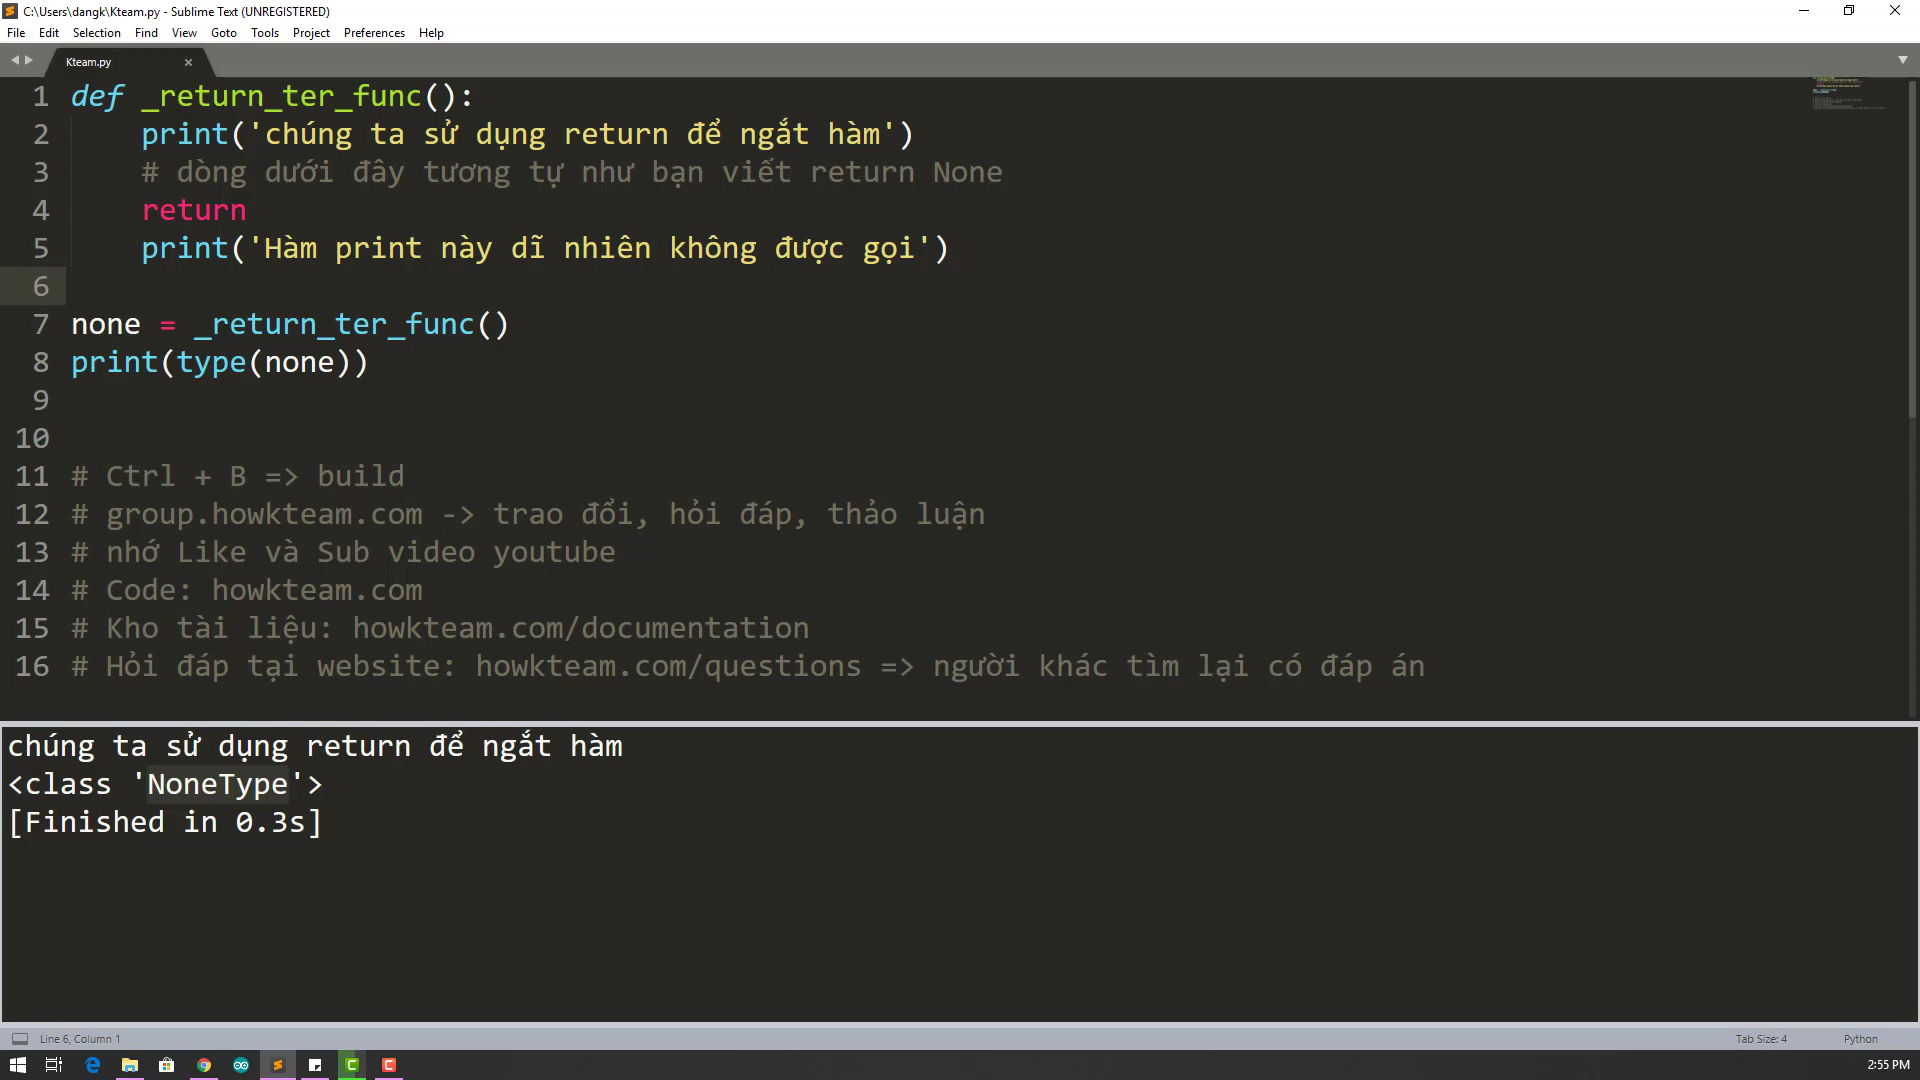 C:\Users\dangk\Kteam.py - Sublime Text (UNREGISTERED)
File Edit Selection Find View Goto Tools Project Preferences Help
Kteam.py
1 def _return_ter_func():
2     print('chúng ta sử dụng return để ngắt hàm')
3     # dòng dưới đây tương tự như bạn viết return None
4     return
5     print('Hàm print này dĩ nhiên không được gọi')
6
7 none = _return_ter_func()
8 print(type(none))
9
10
11 # Ctrl + B => build
12 # group.howkteam.com -> trao đổi, hỏi đáp, thảo luận
13 # nhớ Like và Sub video youtube
14 # Code: howkteam.com
15 # Kho tài liệu: howkteam.com/documentation
16 # Hỏi đáp tại website: howkteam.com/questions => người khác tìm lại có đáp án
chúng ta sử dụng return để ngắt hàm
<class 'NoneType'>
[Finished in 0.3s]
Line 6, Column 1 Tab Size: 4 Python
2:55 PM